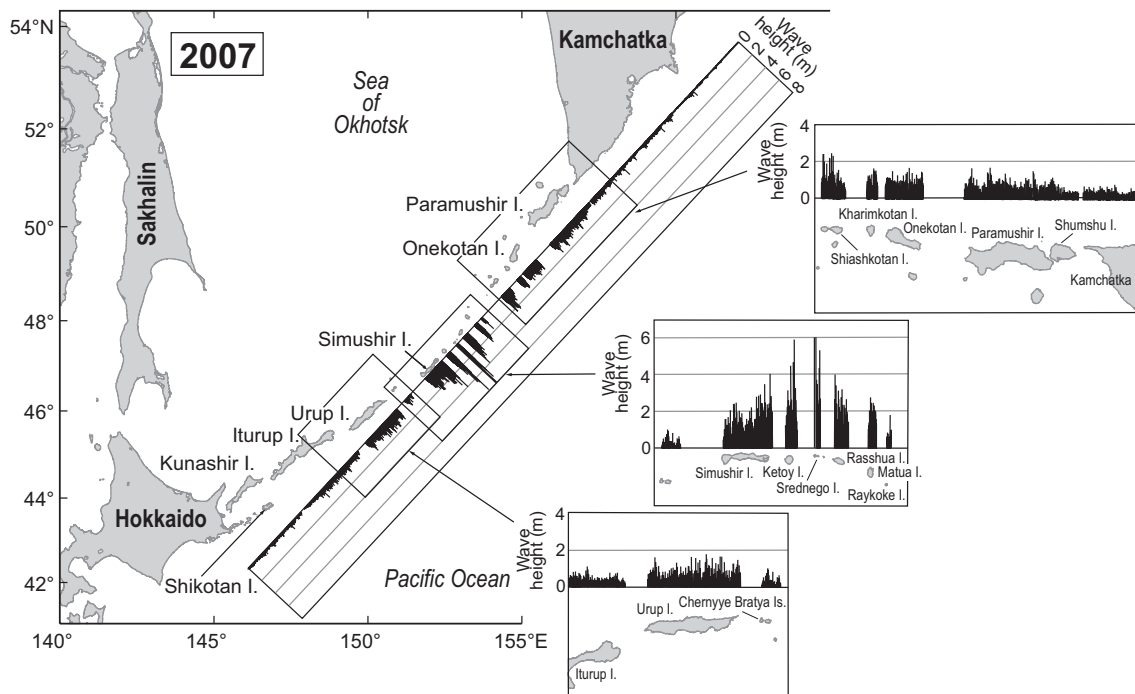 54°N
52°
50°
48°
46°
44°
42°
140°
145°
150°
155°E
2007
Sea
of
Okhotsk
Kamchatka
Sakhalin
Paramushir I.
Onekotan I.
Simushir I.
Urup I.
Iturup I.
Kunashir I.
Hokkaido
Shikotan I.
Pacific Ocean
Wave
height (m)
0
2
4
6
8
Wave
height (m)
4
2
0
Kharimkotan I.
Onekotan I.
Shiashkotan I.
Paramushir I.
Shumshu I.
Kamchatka
Wave
height (m)
6
4
2
0
Simushir I.
Ketoy I.
Srednego I.
Rasshua I.
Matua I.
Raykoke I.
Wave
height (m)
4
2
0
Urup I.
Chernyye Bratya Is.
Iturup I.